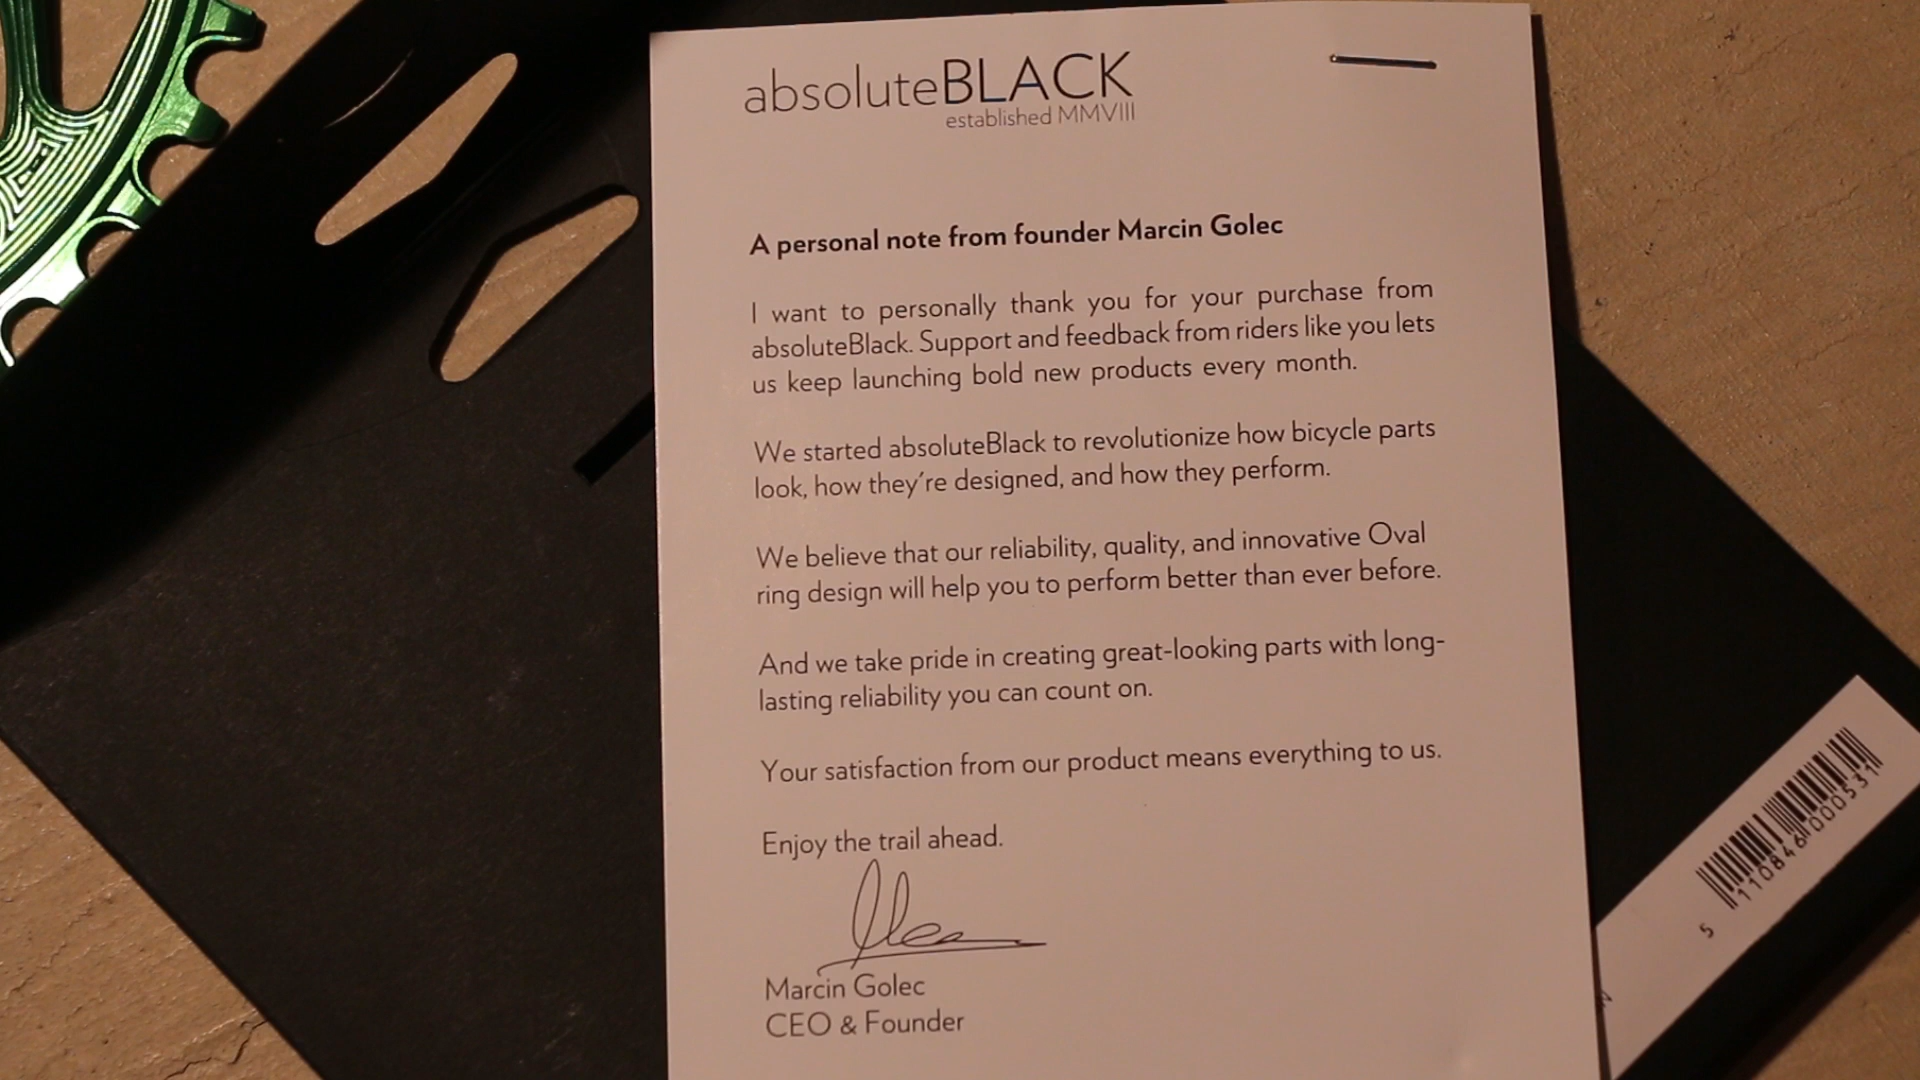 absoluteBLACK
established MMVIII
A personal note from founder Marcin Golec
I want to personally thank you for your purchase from
absoluteBlack. Support and feedback from riders like you lets
us keep launching bold new products every month.
We started absoluteBlack to revolutionize how bicycle parts
look, how they're designed, and how they perform.
We believe that our reliability, quality, and innovative Oval
ring design will help you to perform better than ever before.
And we take pride in creating great-looking parts with long-
lasting reliability you can count on.
Your satisfaction from our product means everything to us.
Enjoy the trail ahead.
Marcin Golec
CEO & Founder
5 110846 000531